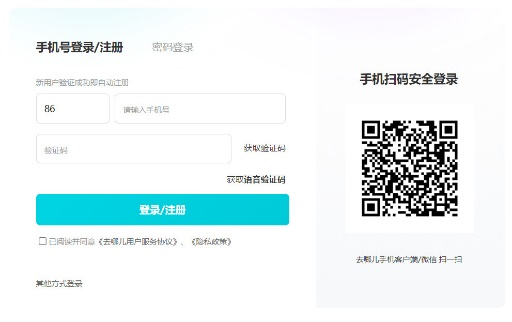 手机号登录/注册
密码登录
新用户验证成功即自动注册
86
请输入手机号
验证码
获取验证码
获取语音验证码
登录/注册
已阅读并同意《去哪儿用户服务协议》、《隐私政策》
其他方式登录
手机扫码安全登录
去哪儿手机客户端/微信 扫一扫